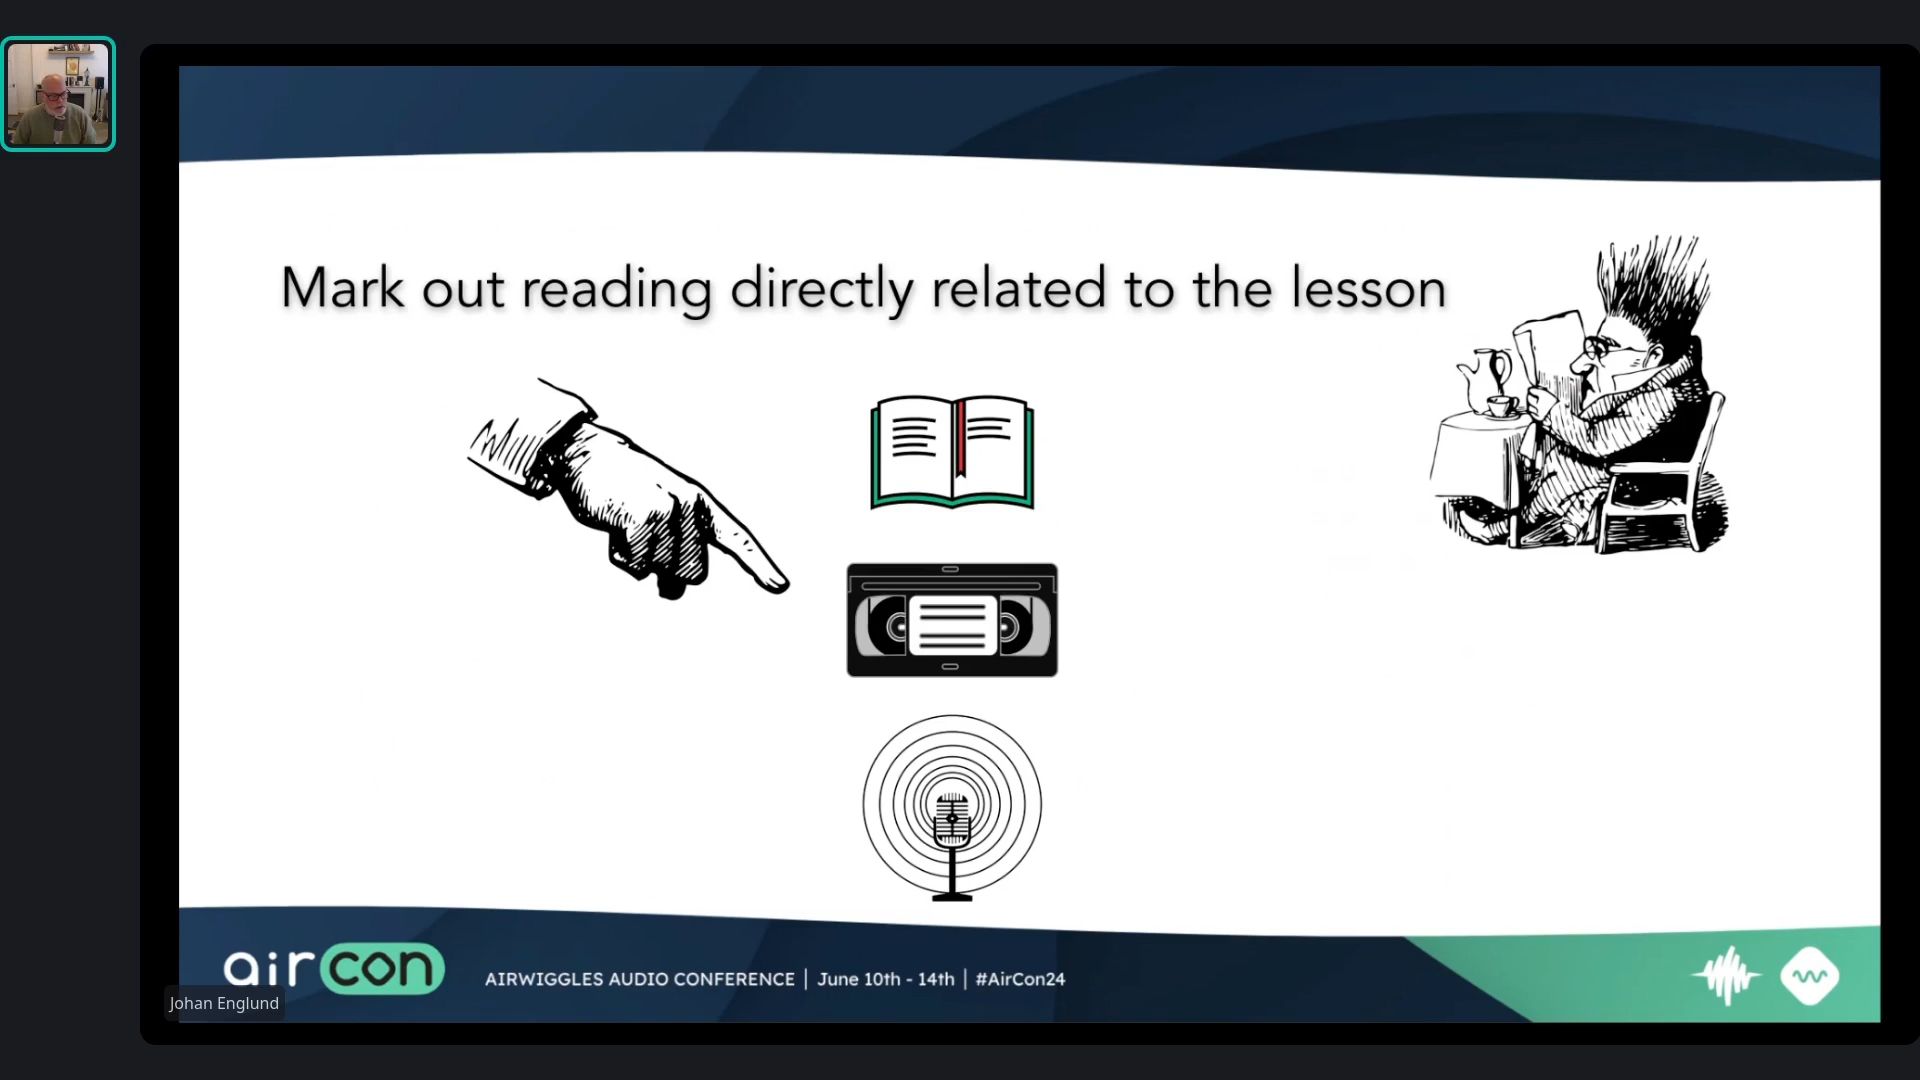 Mark out reading directly related to the lesson
aircon
AIRWIGGLES AUDIO CONFERENCE | June 10th - 14th | #AirCon24
Johan Englund